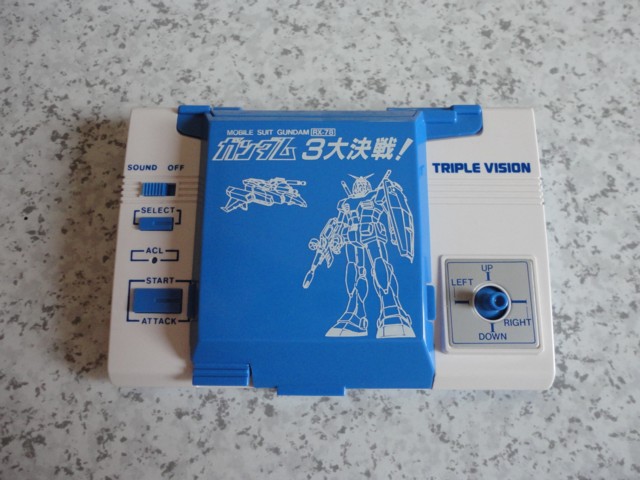 MOBILE SUIT GUNDAM RX-78
ガンダム 3大決戦!
TRIPLE VISION
SOUND OFF
SELECT
ACL
START
ATTACK
UP
LEFT
RIGHT
DOWN